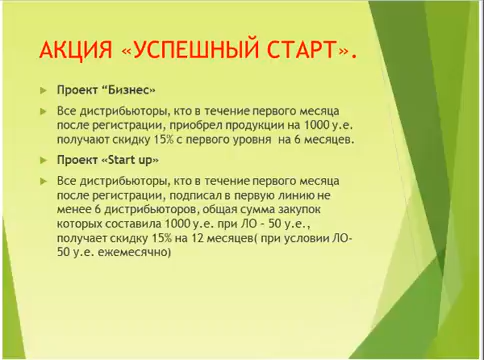 АКЦИЯ «УСПЕШНЫЙ СТАРТ».
Проект “Бизнес»
Все дистрибьюторы, кто в течение первого месяца
после регистрации, приобрел продукции на 1000 у.е.
получают скидку 15% с первого уровня на 6 месяцев.
Проект «Start up»
Все дистрибьюторы, кто в течение первого месяца
после регистрации, подписал в первую линию не
менее 6 дистрибьюторов, общая сумма закупок
которых составила 1000 у.е. при ЛО – 50 у.е.,
получает скидку 15% на 12 месяцев( при условии ЛО-
50 у.е. ежемесячно)